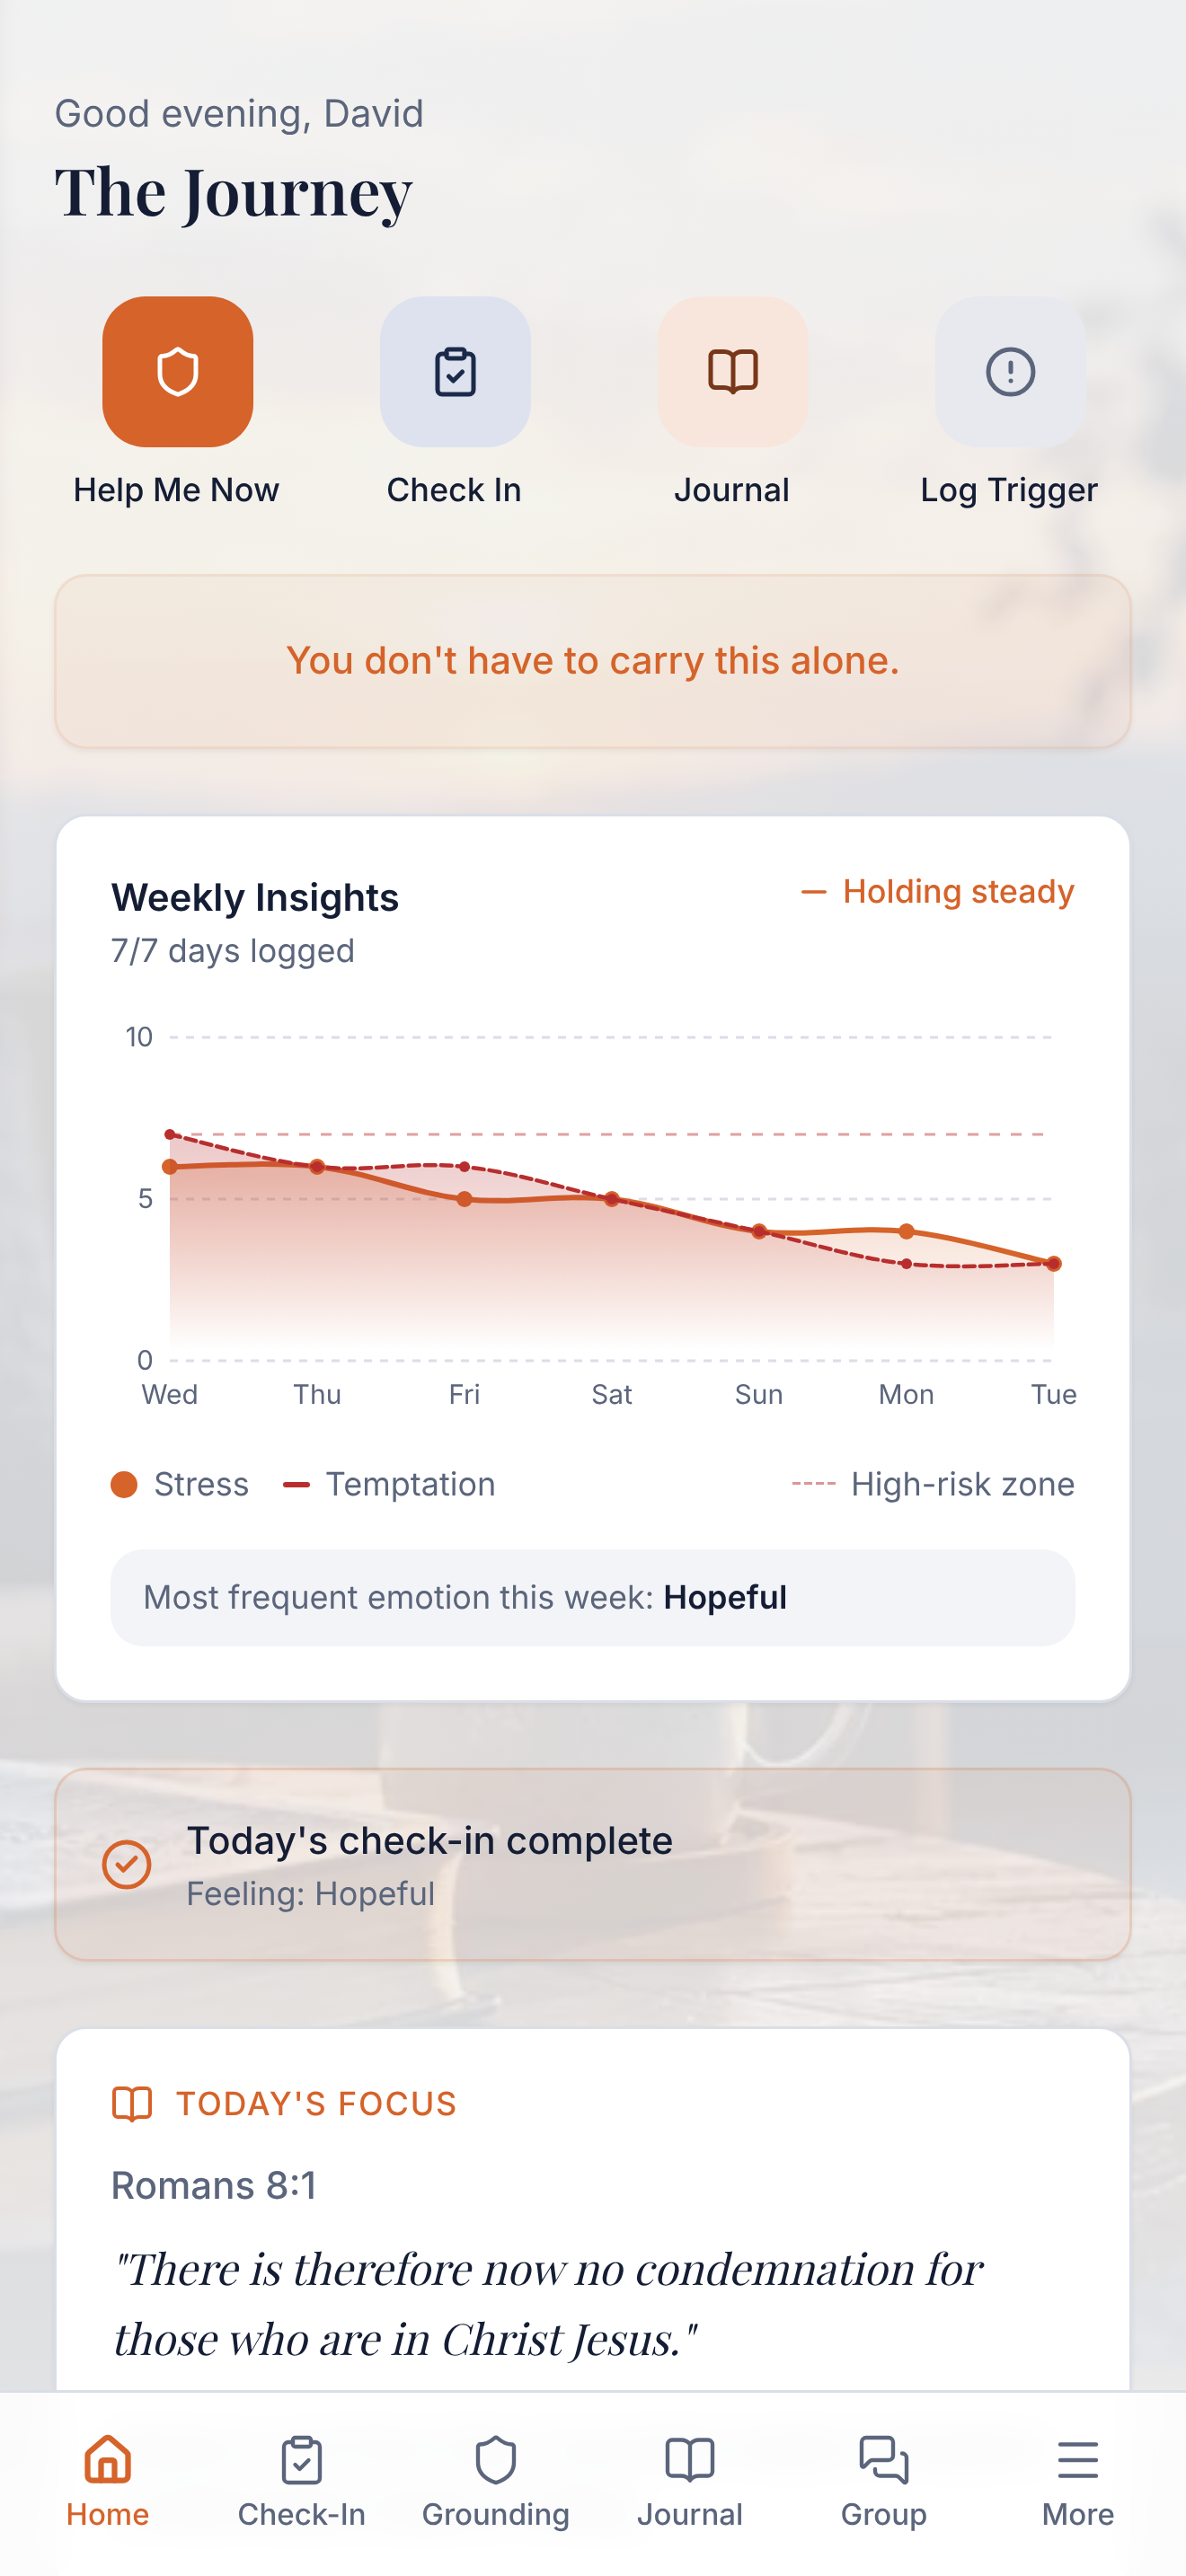 Good evening, David
The Journey
Help Me Now
Check In
Journal
Log Trigger
You don't have to carry this alone.
Weekly Insights
Holding steady
7/7 days logged
10
5
0
Wed Thu Fri Sat Sun Mon Tue
Stress Temptation High-risk zone
Most frequent emotion this week: Hopeful
Today's check-in complete
Feeling: Hopeful
TODAY'S FOCUS
Romans 8:1
"There is therefore now no condemnation for
those who are in Christ Jesus."
Home
Check-In
Grounding
Journal
Group
More